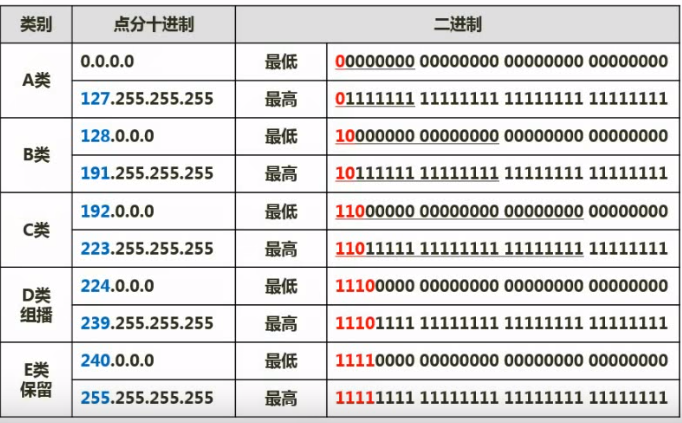 类别 点分十进制 二进制
A类 0.0.0.0 最低 00000000 00000000 00000000 00000000
127.255.255.255 最高 01111111 11111111 11111111 11111111
B类 128.0.0.0 最低 10000000 00000000 00000000 00000000
191.255.255.255 最高 10111111 11111111 11111111 11111111
C类 192.0.0.0 最低 11000000 00000000 00000000 00000000
223.255.255.255 最高 11011111 11111111 11111111 11111111
D类
组播 224.0.0.0 最低 11100000 00000000 00000000 00000000
239.255.255.255 最高 11101111 11111111 11111111 11111111
E类
保留 240.0.0.0 最低 11110000 00000000 00000000 00000000
255.255.255.255 最高 11111111 11111111 11111111 11111111